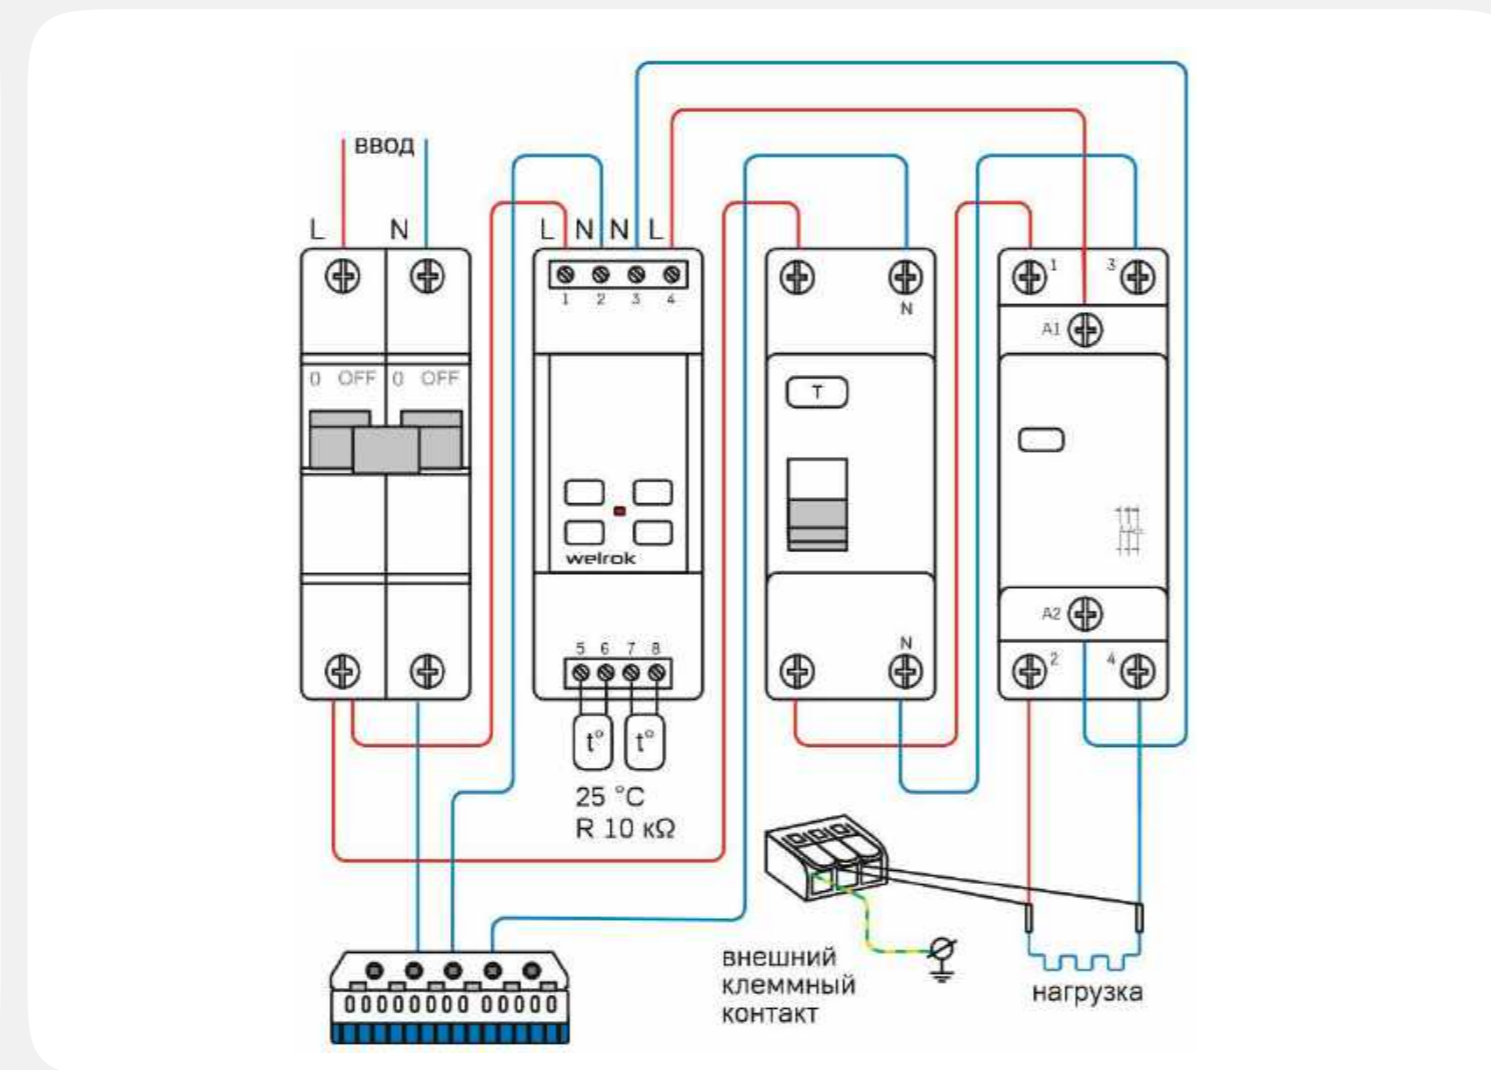 ввод
L N
L N N L
1 2 3 4
N
1 3
A1
0 OFF 0 OFF
T
welrok
A2
5 6 7 8
N
2 4
t° t°
25 °C
R 10 кΩ
внешний
клеммный
контакт
нагрузка